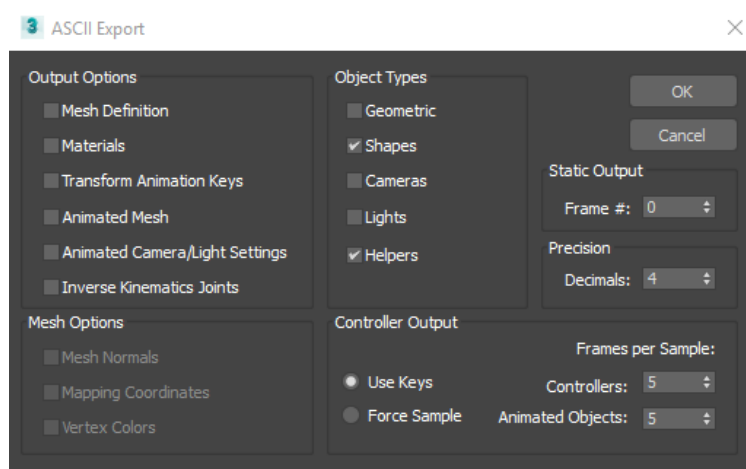 3 ASCII Export
Output Options
Mesh Definition
Materials
Transform Animation Keys
Animated Mesh
Animated Camera/Light Settings
Inverse Kinematics Joints
Object Types
Geometric
Shapes
Cameras
Lights
Helpers
OK
Cancel
Static Output
Frame #: 0
Precision
Decimals: 4
Mesh Options
Mesh Normals
Mapping Coordinates
Vertex Colors
Controller Output
Frames per Sample:
Use Keys
Controllers: 5
Force Sample
Animated Objects: 5